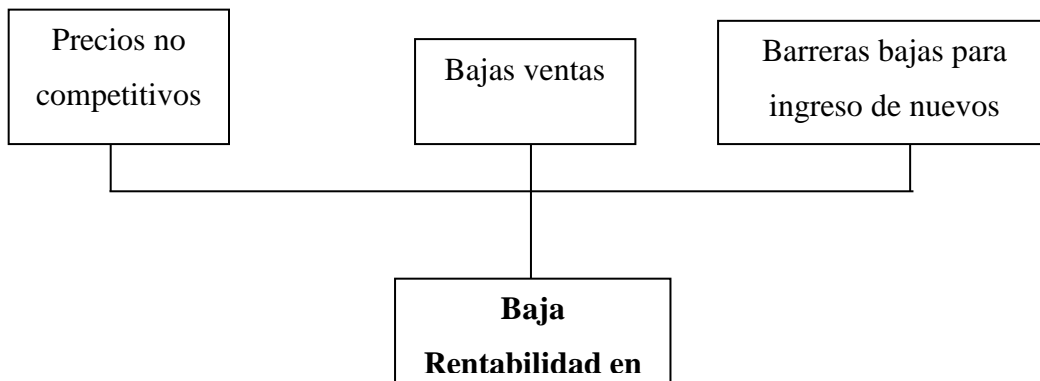 Precios no
competitivos
Bajas ventas
Barreras bajas para
ingreso de nuevos
Baja
Rentabilidad en